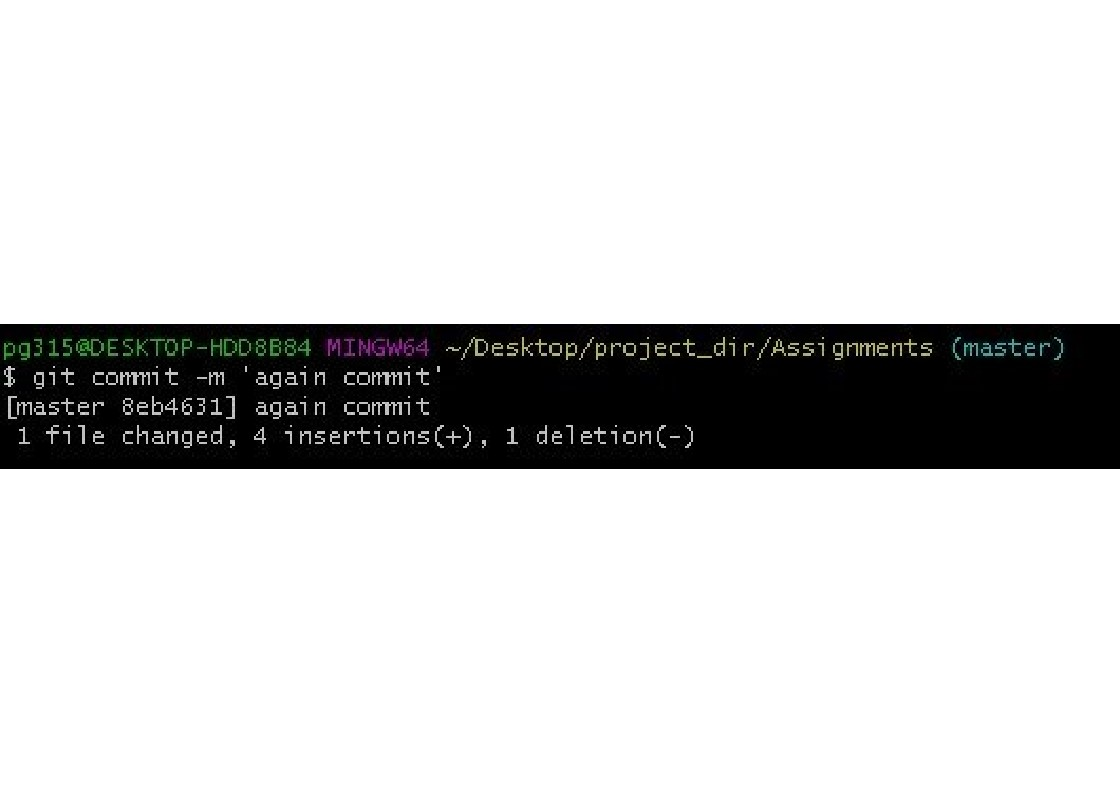 pg315@DESKTOP-HDD8B84 MINGW64 ~/Desktop/project_dir/Assignments (master)
$ git commit -m 'again commit'
[master 8eb4631] again commit
 1 file changed, 4 insertions(+), 1 deletion(-)